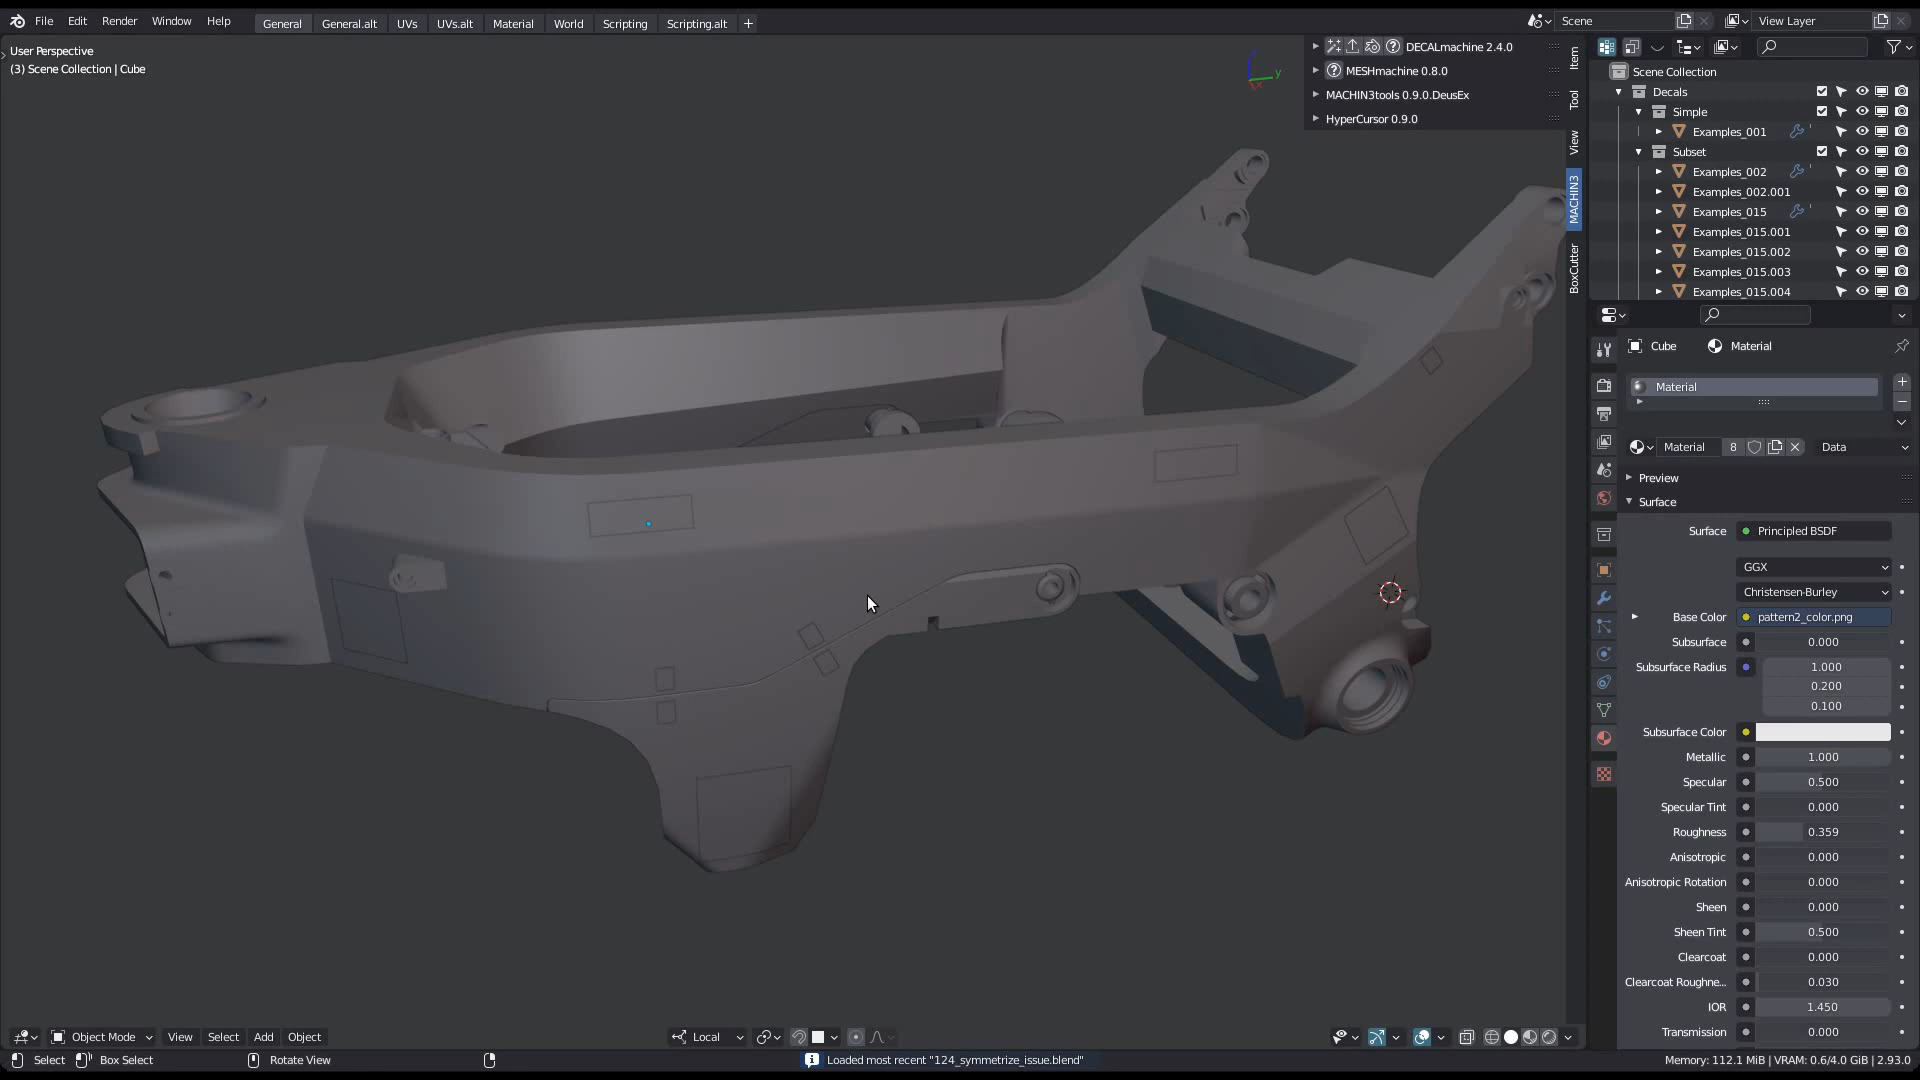 File Edit Render Window Help General General.alt UVs UVs.alt Material World Scripting Scripting.alt + Scene View Layer
User Perspective
(3) Scene Collection | Cube
y
DECALmachine 2.4.0
MESHmachine 0.8.0
MACHIN3tools 0.9.0.DeusEx
HyperCursor 0.9.0
Item
Tool
View
MACHIN3
BoxCutter
Scene Collection
Decals
Simple
Examples_001
Subset
Examples_002
Examples_002.001
Examples_015
Examples_015.001
Examples_015.002
Examples_015.003
Examples_015.004
Cube Material
Material
Material 8 Data
Preview
Surface
Surface Principled BSDF
GGX
Christensen-Burley
Base Color pattern2_color.png
Subsurface 0.000
Subsurface Radius 1.000
0.200
0.100
Subsurface Color
Metallic 1.000
Specular 0.500
Specular Tint 0.000
Roughness 0.359
Anisotropic 0.000
Anisotropic Rotation 0.000
Sheen 0.000
Sheen Tint 0.500
Clearcoat 0.000
Clearcoat Roughne... 0.030
IOR 1.450
Transmission 0.000
Object Mode View Select Add Object Local
Select Box Select Rotate View Loaded most recent "124_symmetrize_issue.blend" Memory: 112.1 MiB | VRAM: 0.6/4.0 GiB | 2.93.0